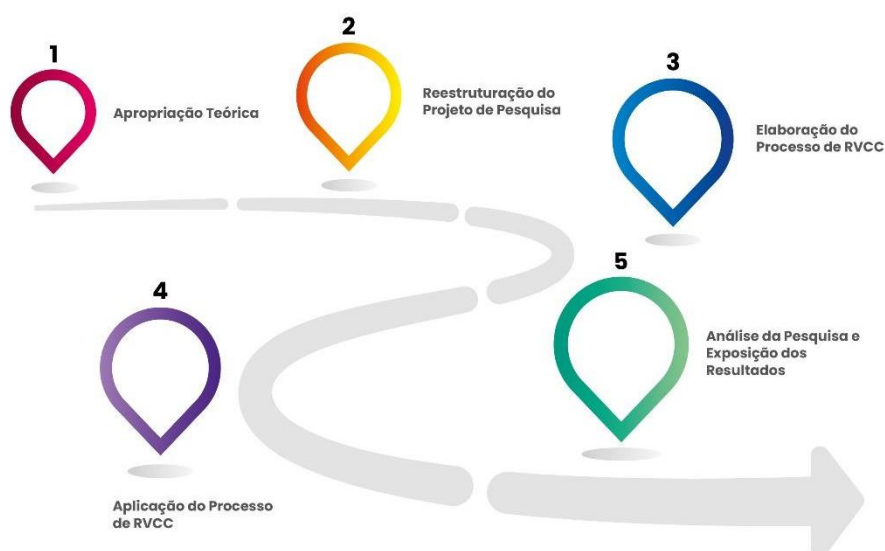 1
Apropriação Teórica
2
Reestruturação do
Projeto de Pesquisa
3
Elaboração do
Processo de RVCC
4
Aplicação do Processo
de RVCC
5
Análise da Pesquisa e
Exposição dos
Resultados